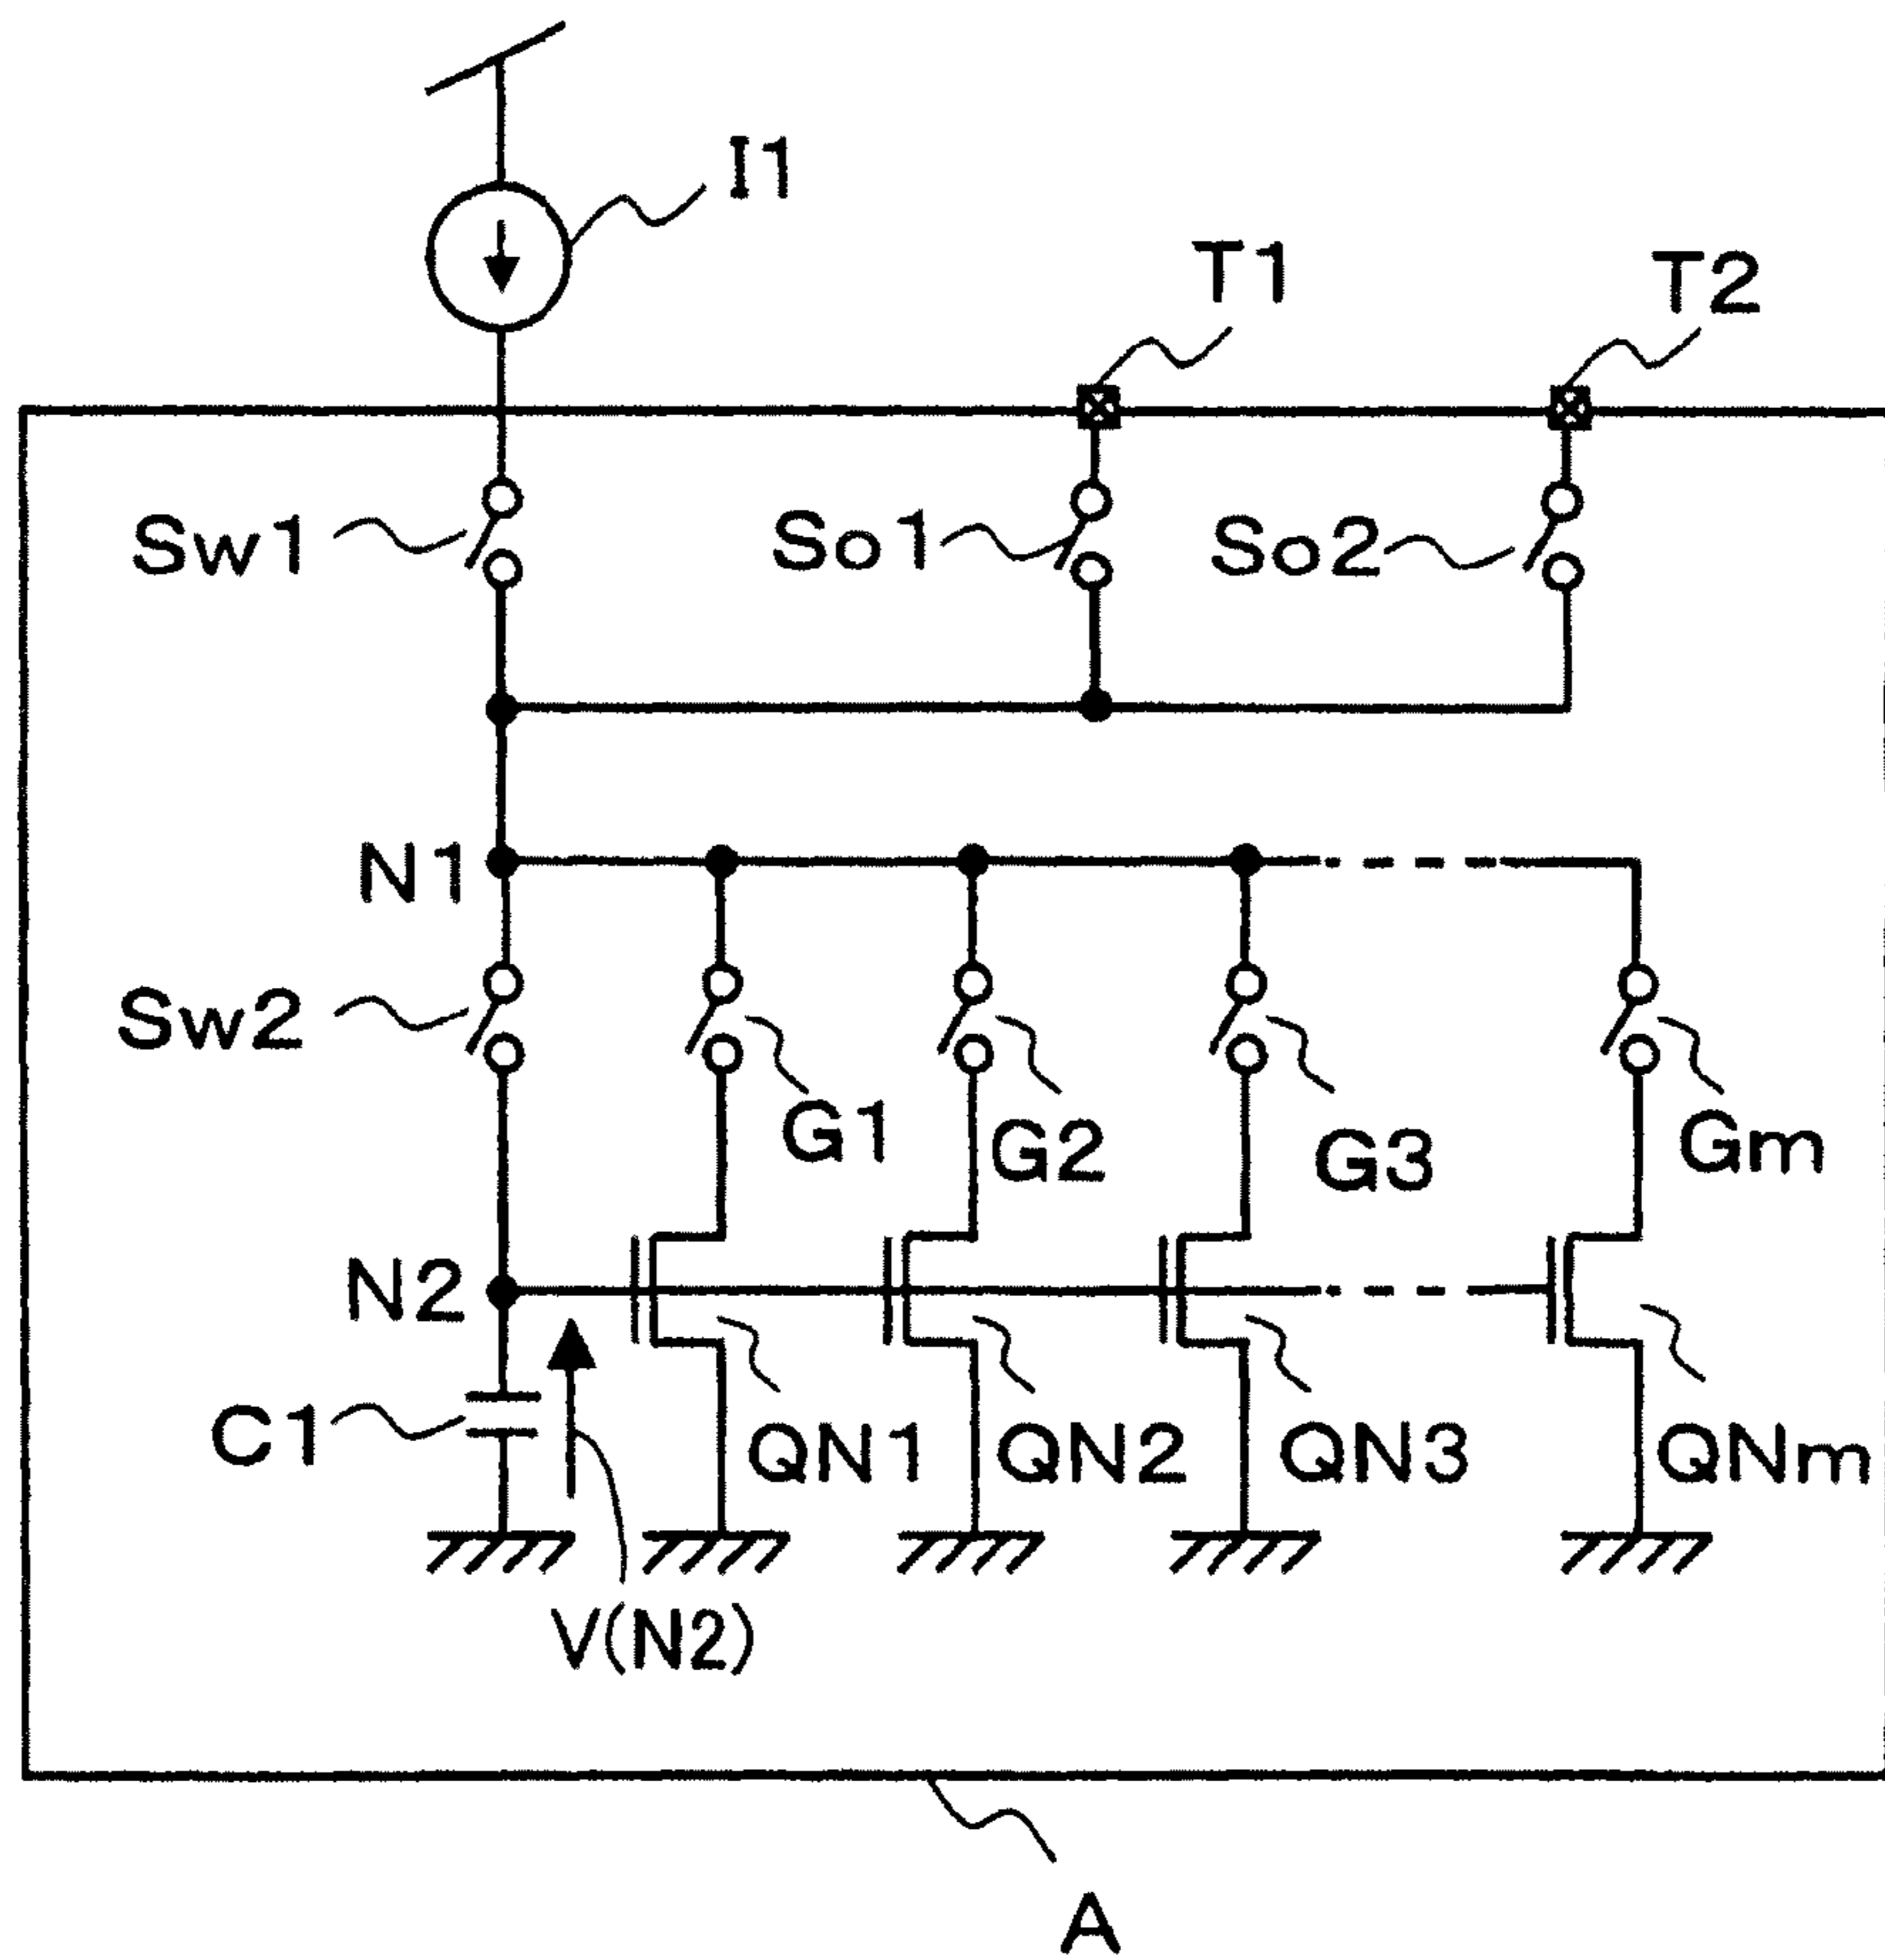 I1
T1
T2
Sw1
So1
So2
N1
Sw2
G1
G2
G3
Gm
N2
C1
QN1
QN2
QN3
QNm
V(N2)
A